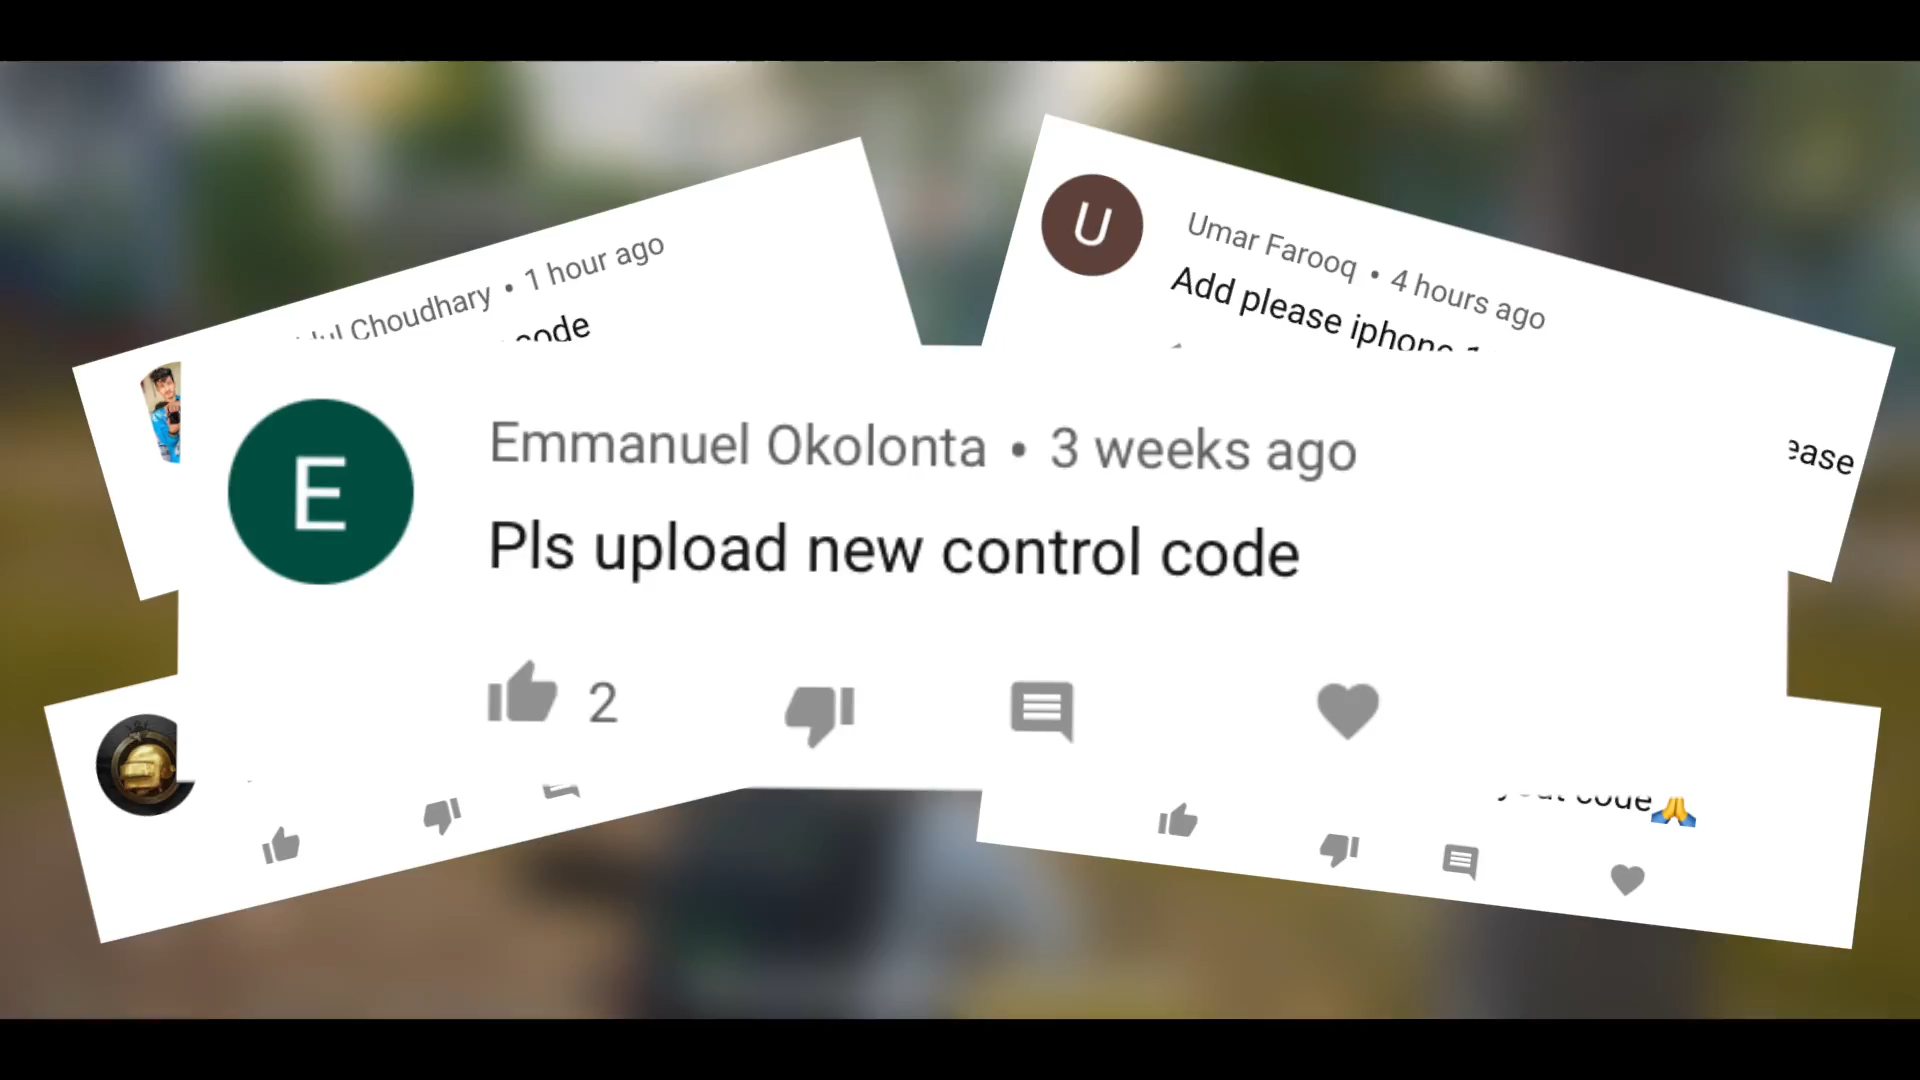 Choudhary • 1 hour ago
code
U
Umar Farooq • 4 hours ago
Add please iphone
E
Emmanuel Okolonta • 3 weeks ago
Pls upload new control code
2
code🙏